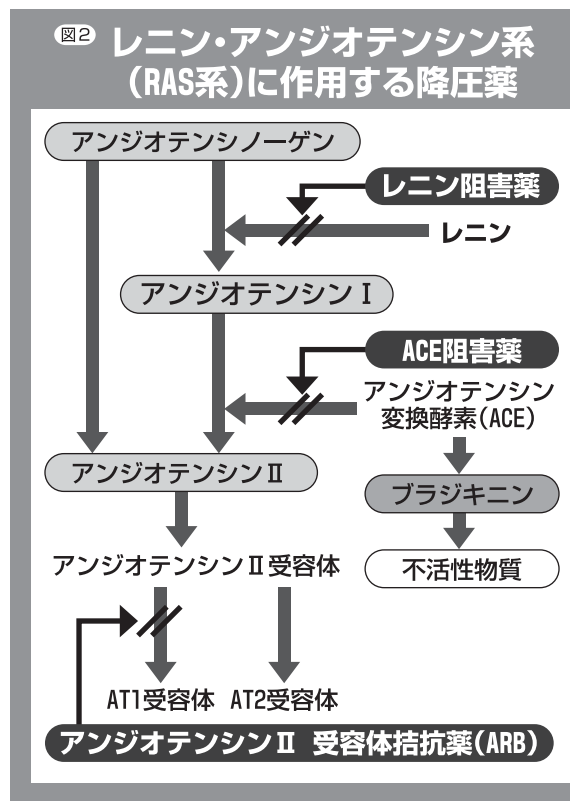 図2
レニン・アンジオテンシン系
（RAS系）に作用する降圧薬
アンジオテンシノーゲン
レニン阻害薬
レニン
アンジオテンシンⅠ
ACE阻害薬
アンジオテンシン
変換酵素（ACE）
アンジオテンシンⅡ
ブラジキニン
アンジオテンシンⅡ受容体
不活性物質
AT1受容体 AT2受容体
アンジオテンシンⅡ 受容体拮抗薬（ARB）